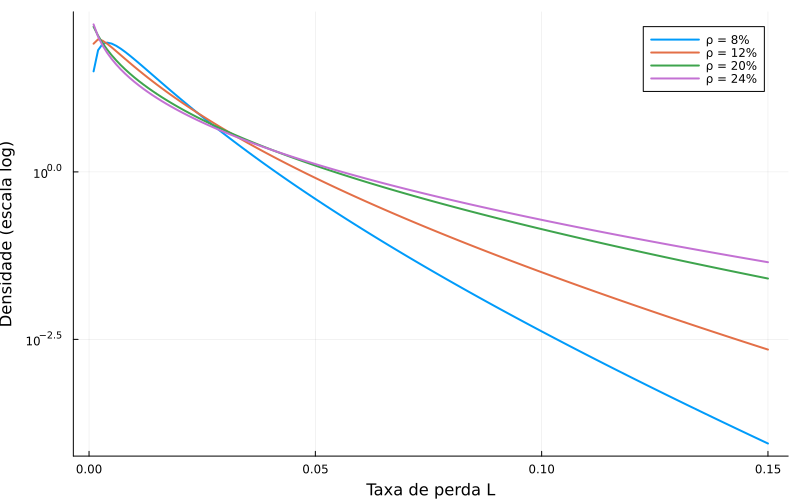 ρ = 8%
ρ = 12%
ρ = 20%
ρ = 24%
Densidade (escala log)
10^0.0
10^−2.5
0.00 0.05 0.10 0.15
Taxa de perda L